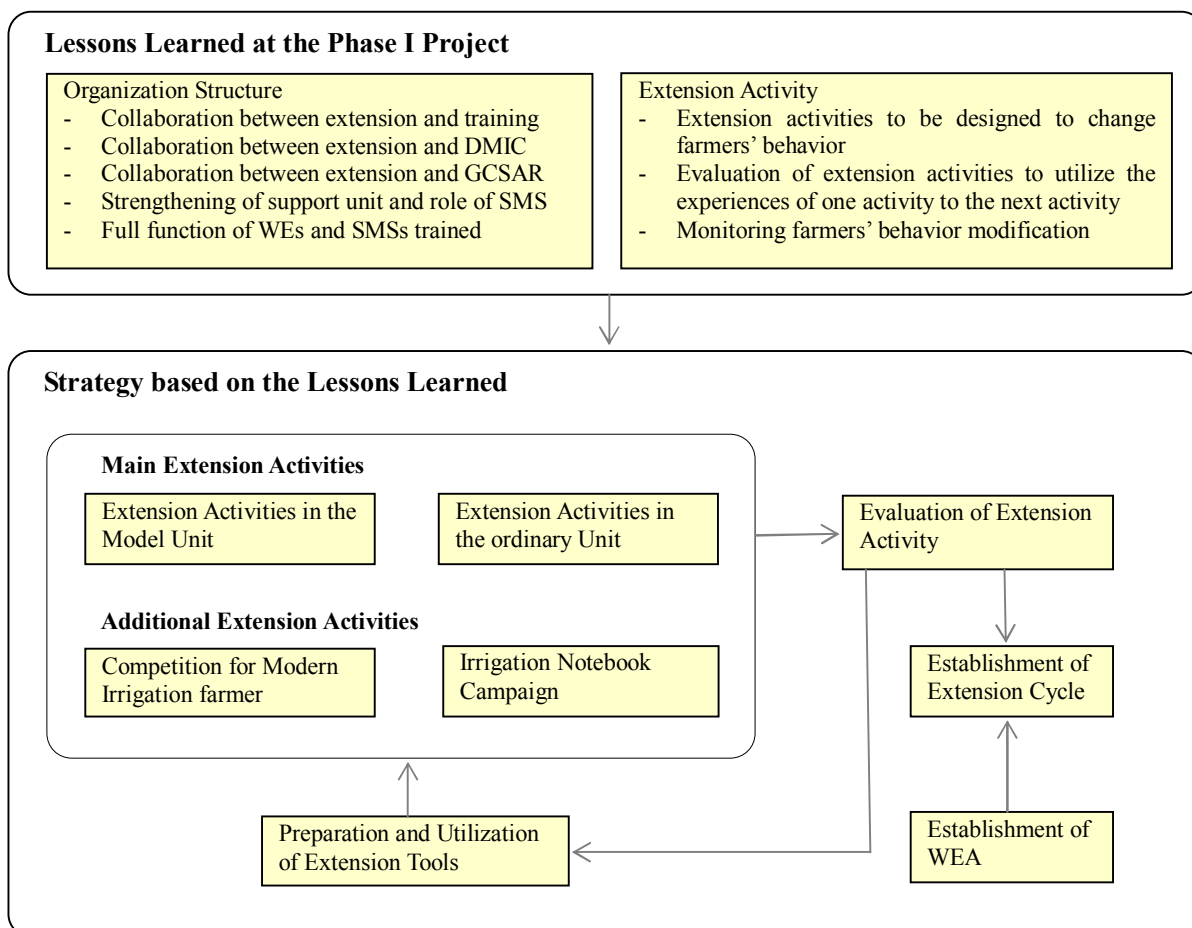 Lessons Learned at the Phase I Project
Organization Structure
- Collaboration between extension and training
- Collaboration between extension and DMIC
- Collaboration between extension and GCSAR
- Strengthening of support unit and role of SMS
- Full function of WEs and SMSs trained
Extension Activity
- Extension activities to be designed to change
farmers' behavior
- Evaluation of extension activities to utilize the
experiences of one activity to the next activity
- Monitoring farmers' behavior modification
Strategy based on the Lessons Learned
Main Extension Activities
Extension Activities in the
Model Unit
Extension Activities in
the ordinary Unit
Evaluation of Extension
Activity
Additional Extension Activities
Competition for Modern
Irrigation farmer
Irrigation Notebook
Campaign
Establishment of
Extension Cycle
Preparation and Utilization
of Extension Tools
Establishment of
WEA